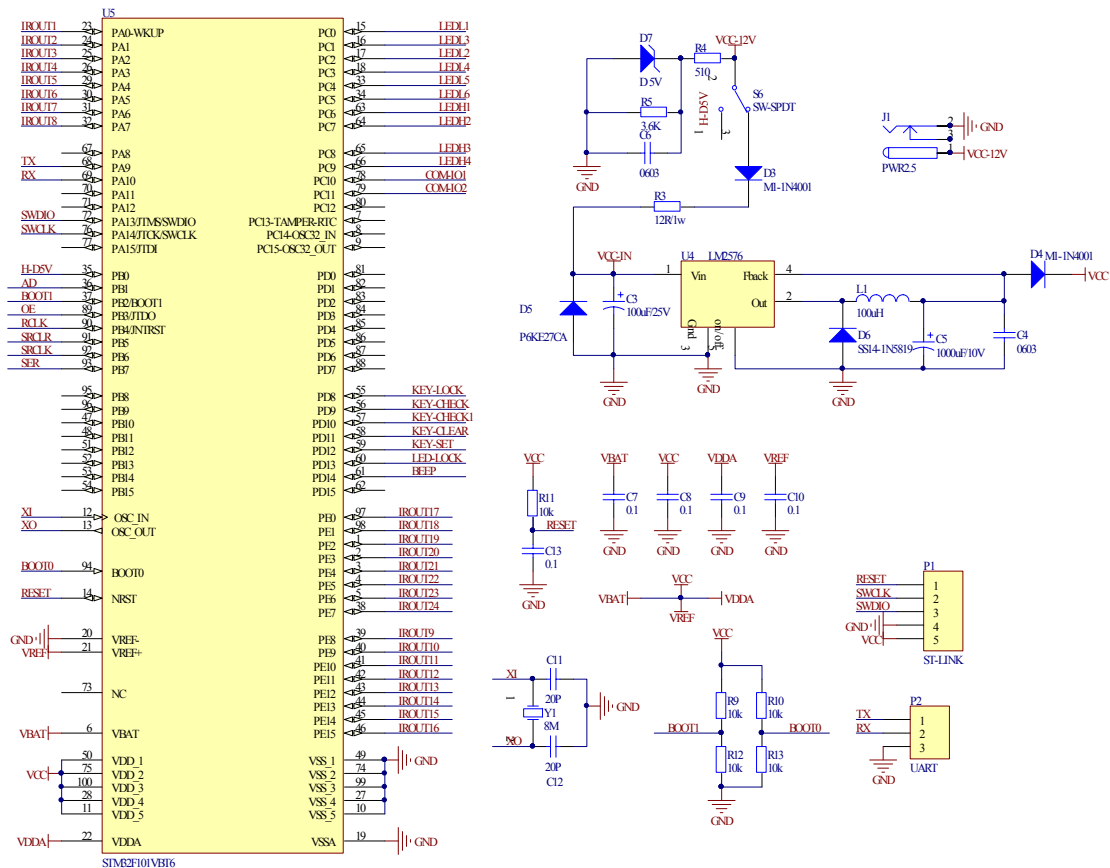 U5
IROUT1 23 PA0-WKUP PC0 15 LEDL1
IROUT2 24 PA1 PC1 16 LEDL3
IROUT3 25 PA2 PC2 17 LEDL2
IROUT4 26 PA3 PC3 18 LEDL4
IROUT5 29 PA4 PC4 33 LEDL5
IROUT6 30 PA5 PC5 34 LEDL6
IROUT7 31 PA6 PC6 63 LEDH1
IROUT8 32 PA7 PC7 64 LEDH2
67 PA8 PC8 65 LEDH3
TX 68 PA9 PC9 66 LEDH4
RX 69 PA10 PC10 78 COM-IO1
70 PA11 PC11 79 COM-IO2
71 PA12 PC12 80
SWDIO 72 PA13/JTMS/SWDIO PC13-TAMPER-RTC 7
SWCLK 76 PA14/JTCK/SWCLK PC14-OSC32_IN 8
77 PA15/JTDI PC15-OSC32_OUT 9
H-D5V 35 PB0 PD0 81
AD 36 PB1 PD1 82
BOOT1 37 PB2/BOOT1 PD2 83
OE 89 PB3/JTDO PD3 84
RCLK 90 PB4/JNTRST PD4 85
SRCLR 91 PB5 PD5 86
SRCLK 92 PB6 PD6 87
SER 93 PB7 PD7 88
95 PB8 PD8 55 KEY-LOCK
96 PB9 PD9 56 KEY-CHECK
47 PB10 PD10 57 KEY-CHECK1
48 PB11 PD11 58 KEY-CLEAR
51 PB12 PD12 59 KEY-SET
52 PB13 PD13 60 LED-LOCK
53 PB14 PD14 61 BEEP
54 PB15 PD15 62
XI 12 OSC_IN PE0 97 IROUT17
XO 13 OSC_OUT PE1 98 IROUT18
PE2 1 IROUT19
PE3 2 IROUT20
BOOT0 94 BOOT0 PE4 3 IROUT21
PE5 4 IROUT22
RESET 14 NRST PE6 5 IROUT23
PE7 38 IROUT24
GND 20 VREF- PE8 39 IROUT9
VREF 21 VREF+ PE9 40 IROUT10
PE10 41 IROUT11
PE11 42 IROUT12
73 NC PE12 43 IROUT13
PE13 44 IROUT14
PE14 45 IROUT15
VBAT 6 VBAT PE15 46 IROUT16
50 VDD_1 VSS_1 49 GND
VCC 75 VDD_2 VSS_2 74
100 VDD_3 VSS_3 99
28 VDD_4 VSS_4 27
11 VDD_5 VSS_5 10
VDDA 22 VDDA VSSA 19 GND
STM32F101VBT6
D7
D5V
R4
510
VCC-12V
R5
3.6K
C6
0603
GND
H-D5V
1
2
3
S6
SW-SPDT
D3
M1-1N4001
R3
12R/1w
J1
2
3
1
GND
VCC-12V
PWR2.5
VCC-IN
D5
P6KE27CA
C3
100uF/25V
GND
U4 LM2576
1 Vin Fback 4
Out 2
Gnd 3
on/off 5
GND
D4 M1-1N4001
VCC
L1
100uH
D6
SS14-1N5819
C5
1000uF/10V
C4
0603
GND
VCC
R11
10k
RESET
C13
0.1
GND
VBAT
C7
0.1
GND
VCC
C8
0.1
GND
VDDA
C9
0.1
GND
VREF
C10
0.1
GND
VCC
VBAT VDDA
VREF
P1
RESET 1
SWCLK 2
SWDIO 3
GND 4
VCC 5
ST-LINK
XI
C11
20P
1
Y1
8M
2
XO
20P
C12
GND
VCC
R9
10k
R10
10k
BOOT1 BOOT0
R12
10k
R13
10k
GND
P2
TX 1
RX 2
3
GND
UART